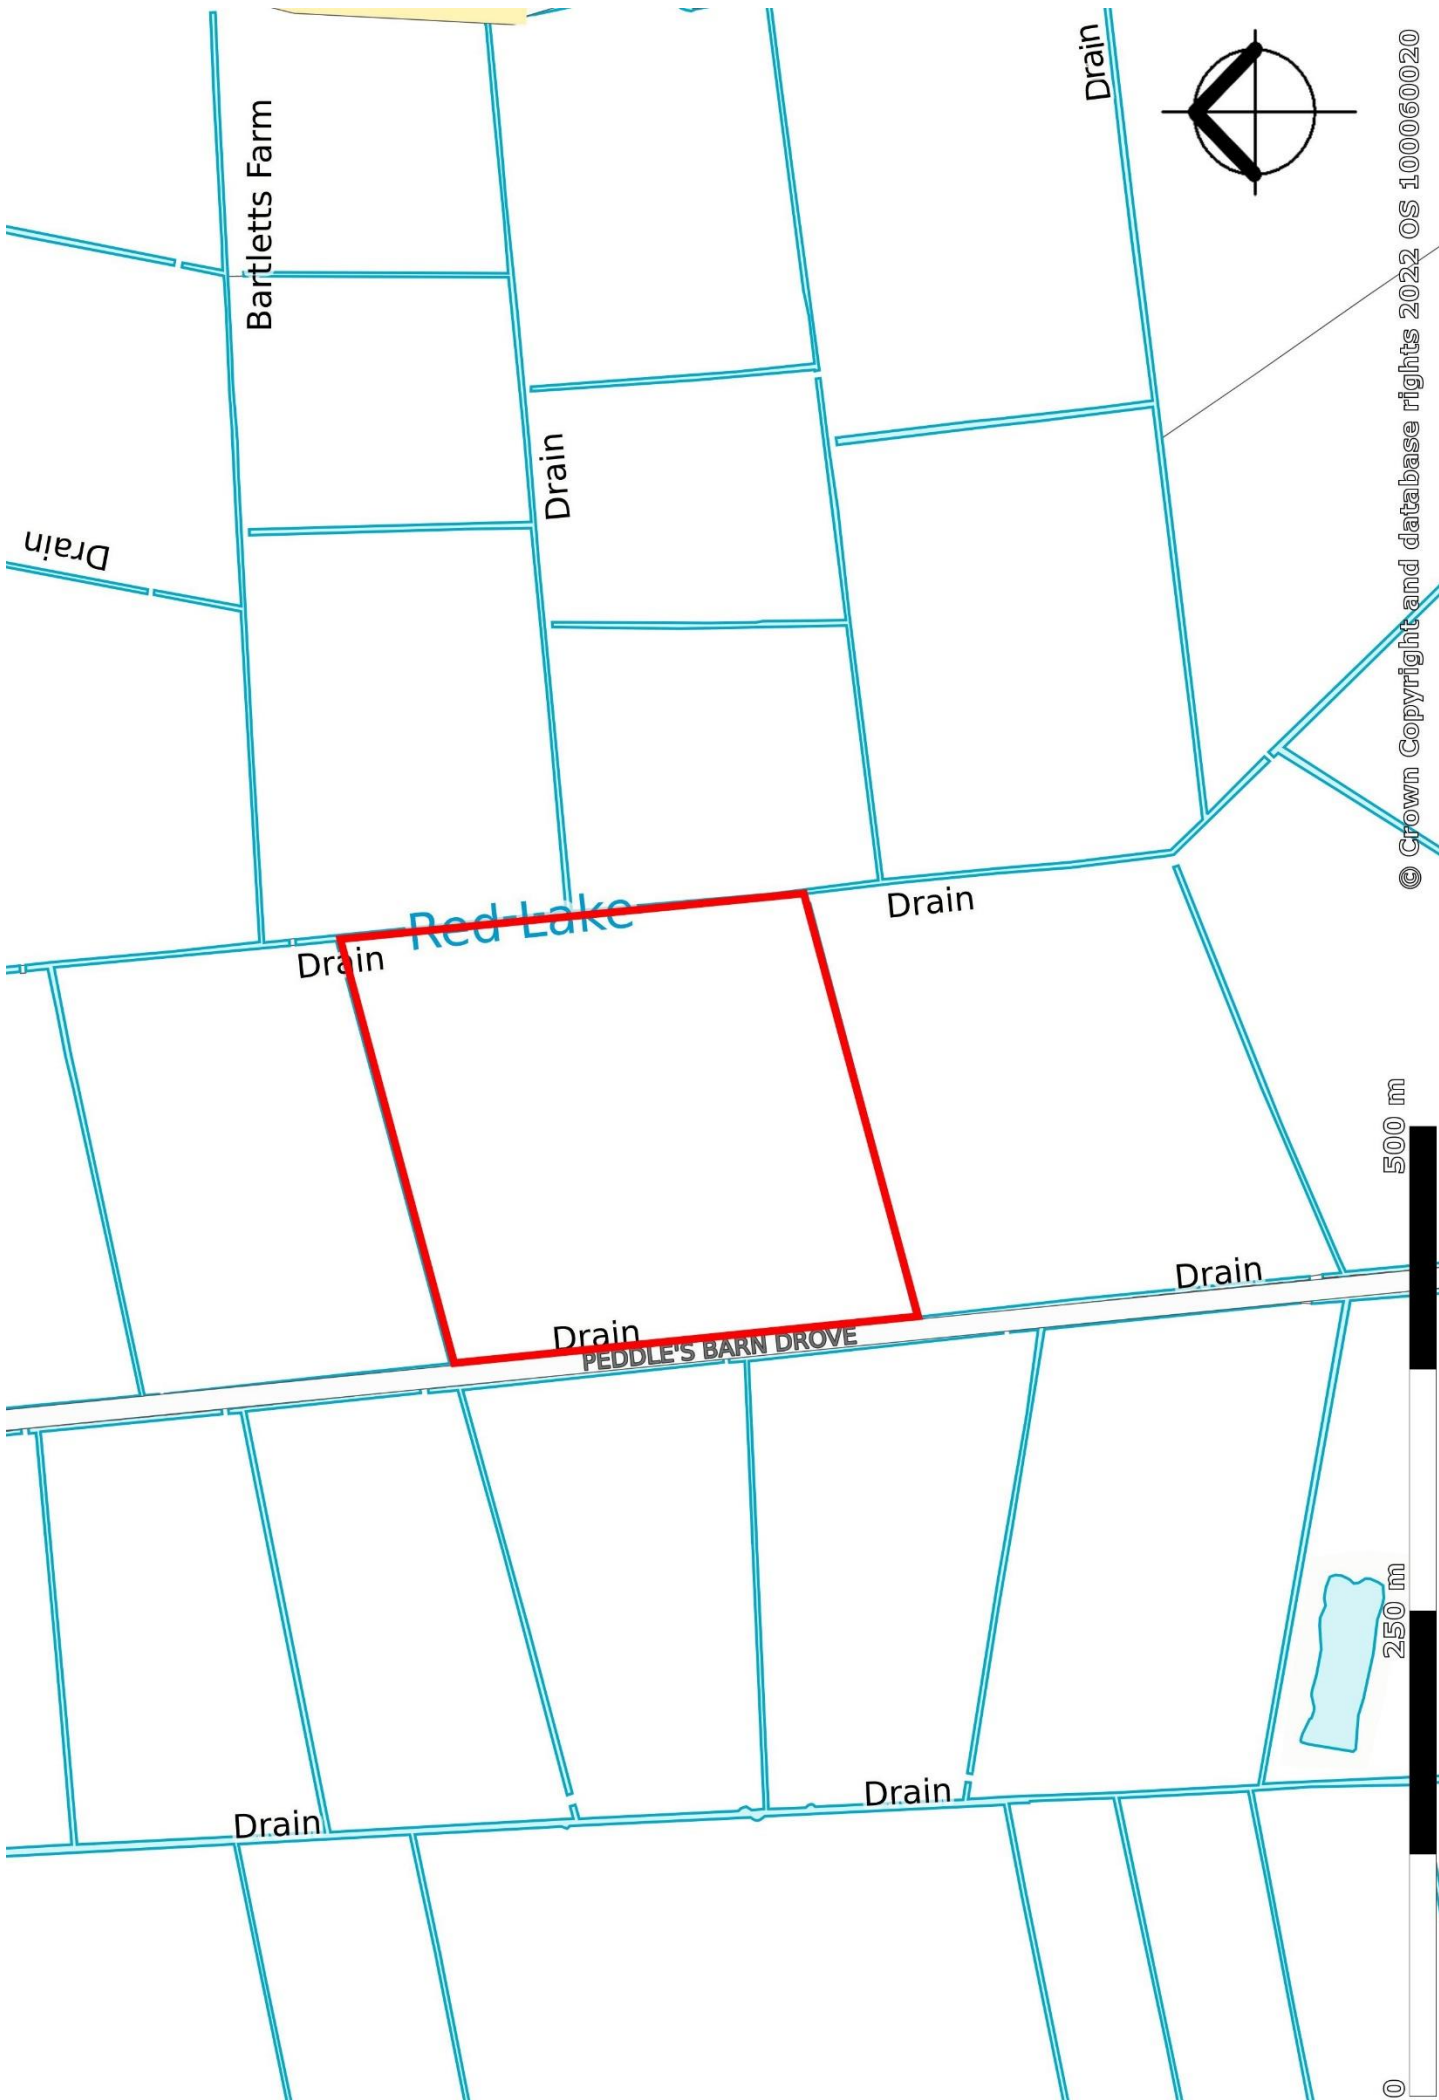 Drain
Bartletts Farm
© Crown Copyright and database rights 2022 OS 100060020
Drain
Drain
Red Lake
Drain
Drain
500 m
Drain
Drain
PEDDLE'S BARN DROVE
250 m
Drain
Drain
0